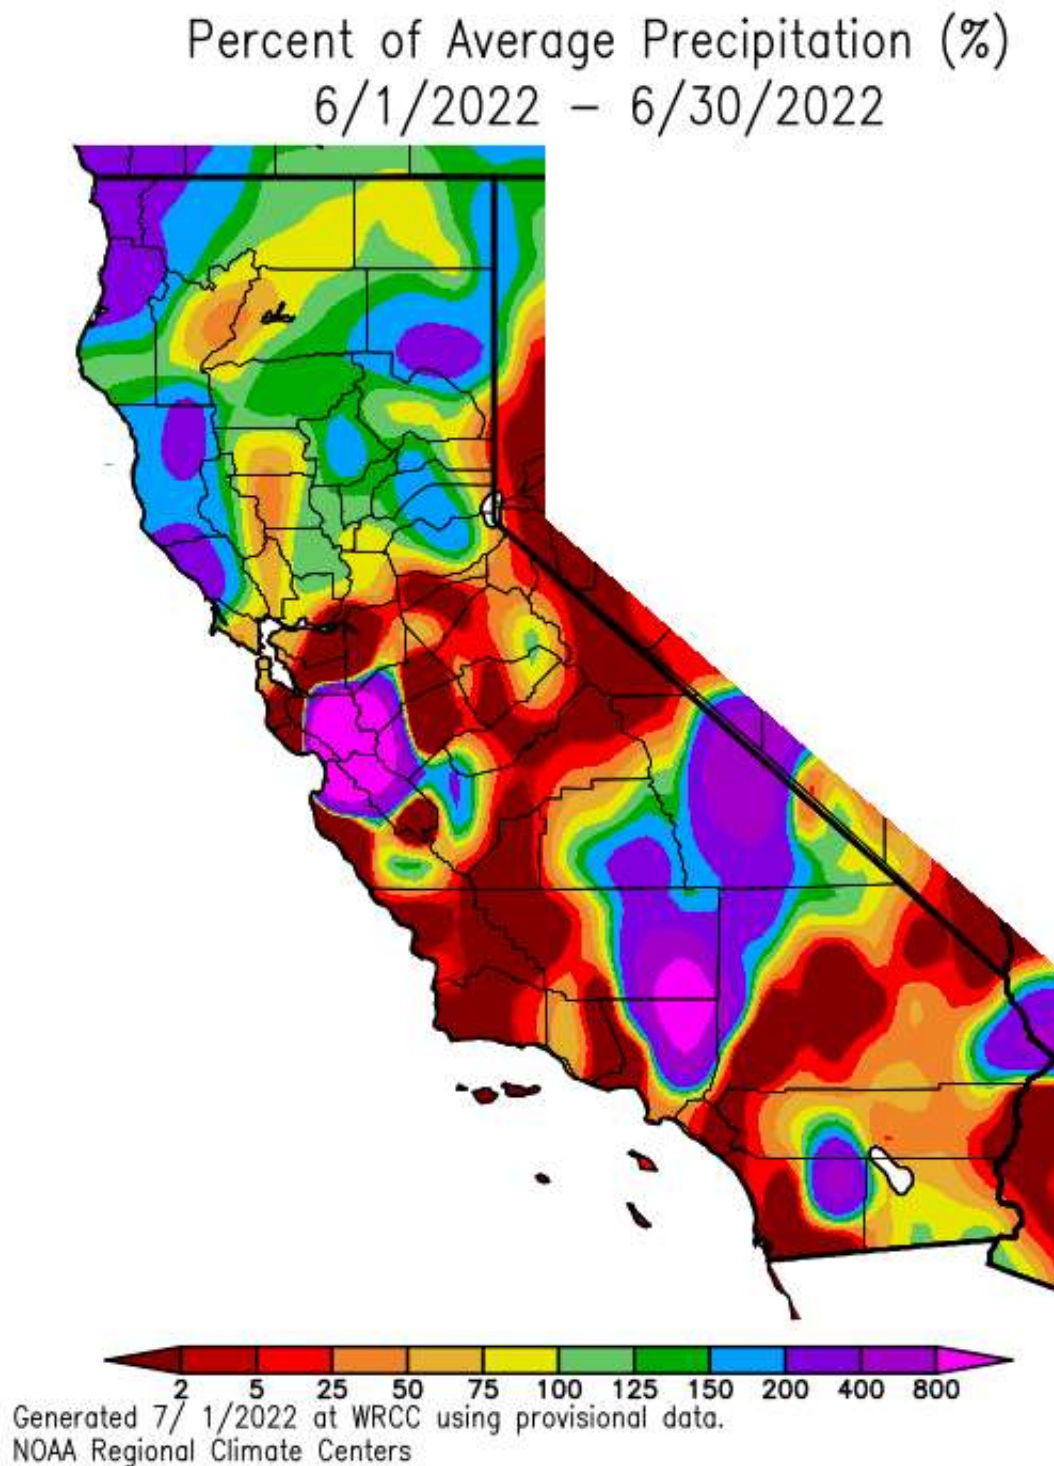 Percent of Average Precipitation (%)
6/1/2022 – 6/30/2022
2 5 25 50 75 100 125 150 200 400 800
Generated 7/ 1/2022 at WRCC using provisional data.
NOAA Regional Climate Centers